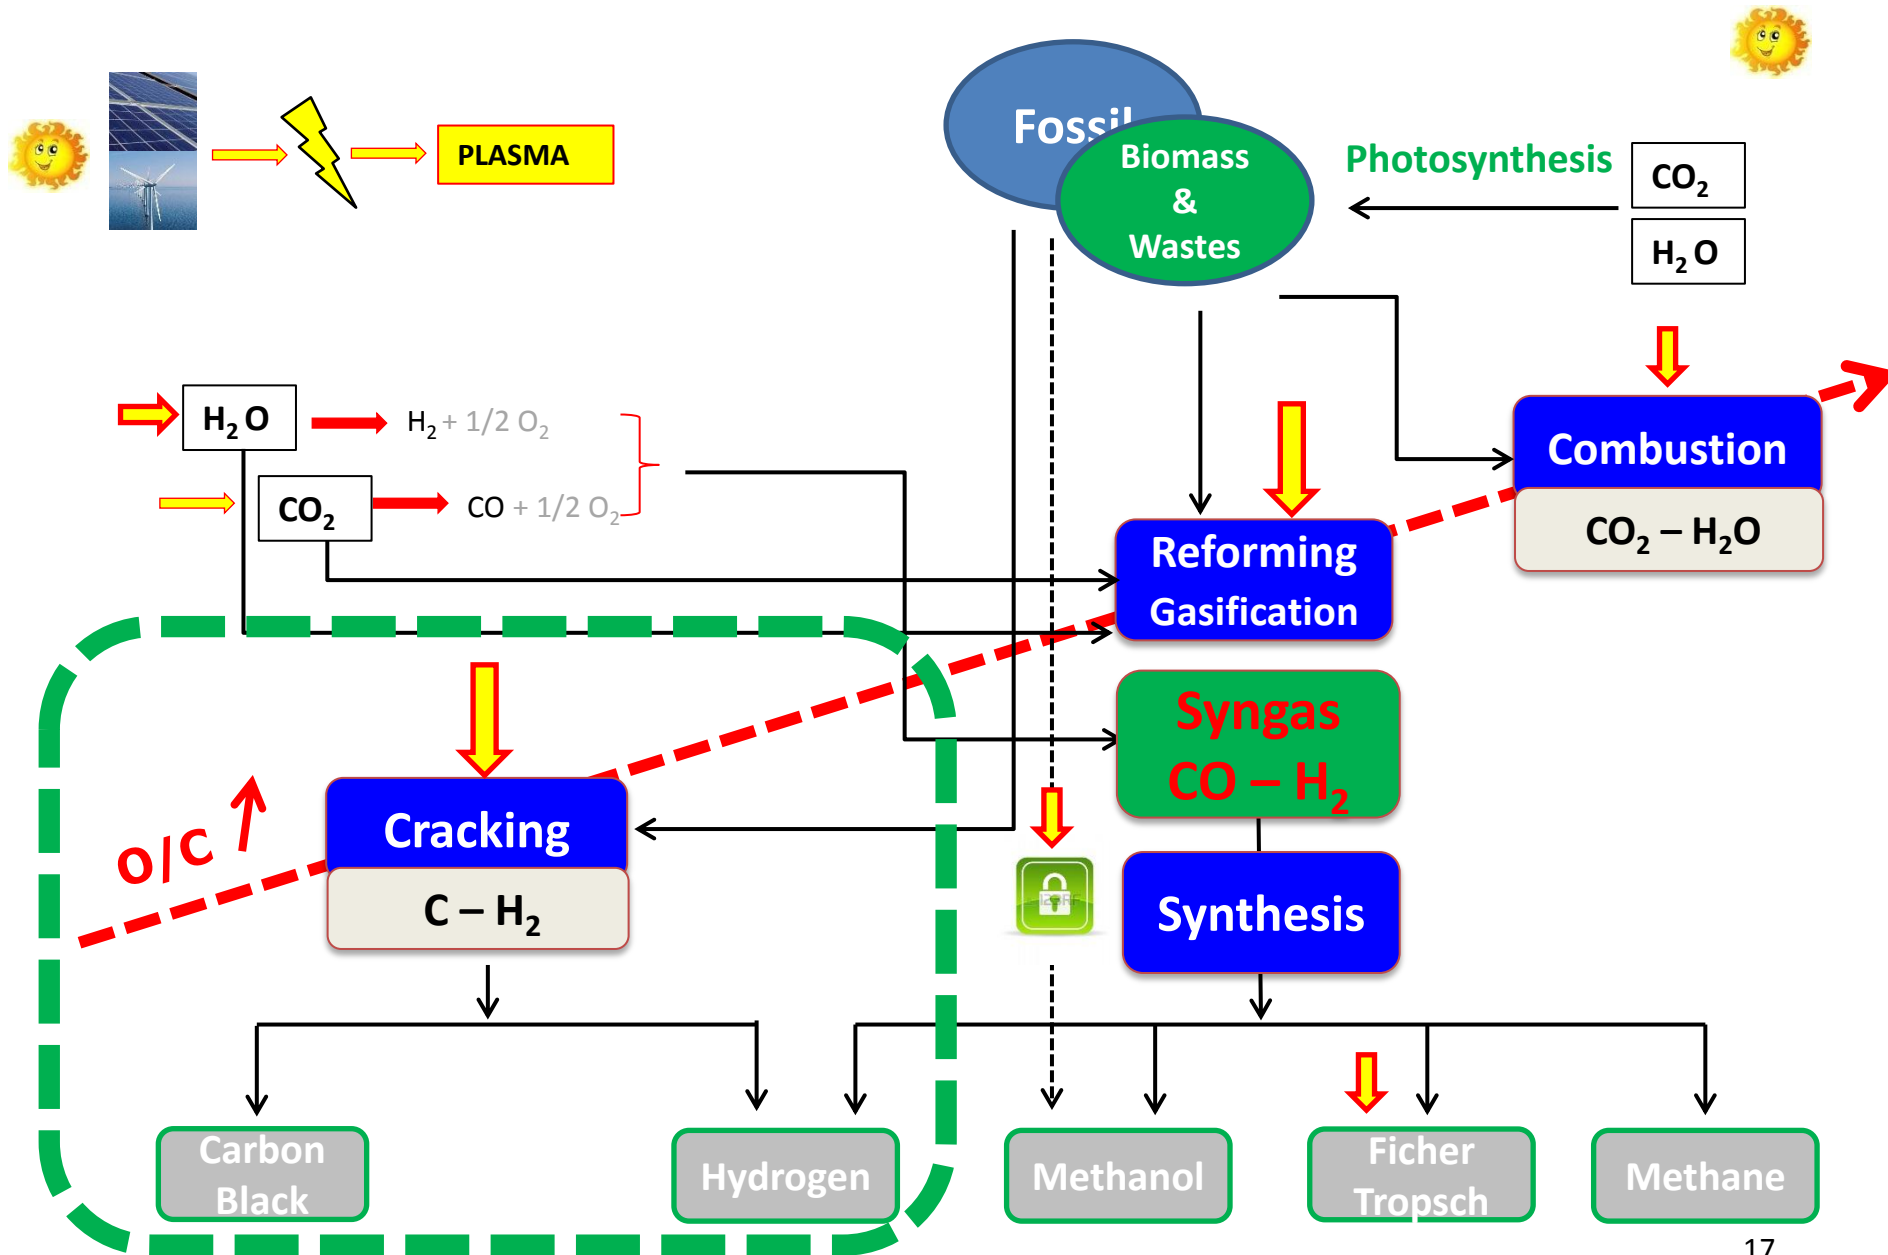 PLASMA
Fossil
Biomass
&
Wastes
Photosynthesis
CO₂
H₂O
H₂O
H₂ + 1/2 O₂
CO₂
CO + 1/2 O₂
Combustion
CO₂ – H₂O
Reforming
Gasification
Syngas
CO – H₂
O/C
Cracking
C – H₂
Synthesis
Carbon
Black
Hydrogen
Methanol
Ficher
Tropsch
Methane
17